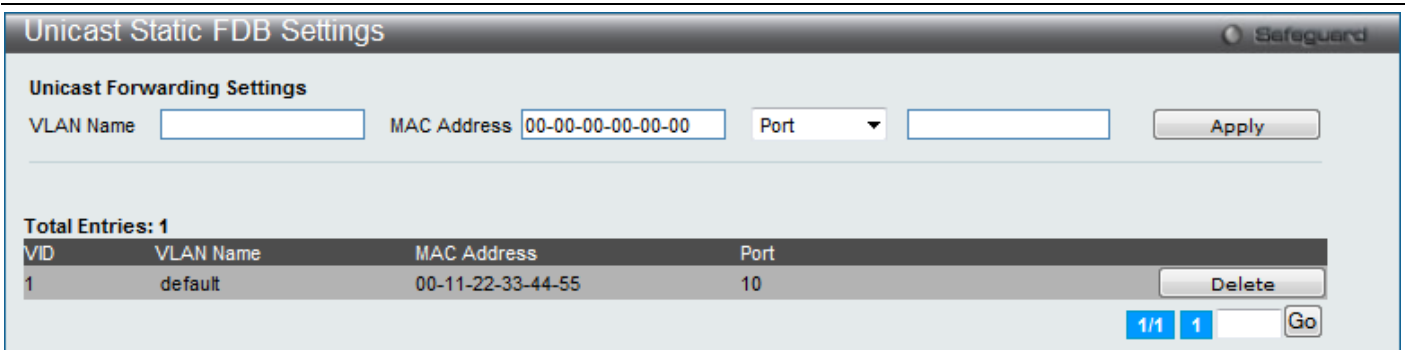 Unicast Static FDB Settings
Safeguard
Unicast Forwarding Settings
VLAN Name MAC Address 00-00-00-00-00-00 Port Apply
Total Entries: 1
VID VLAN Name MAC Address Port
1 default 00-11-22-33-44-55 10 Delete
1/1 1 Go